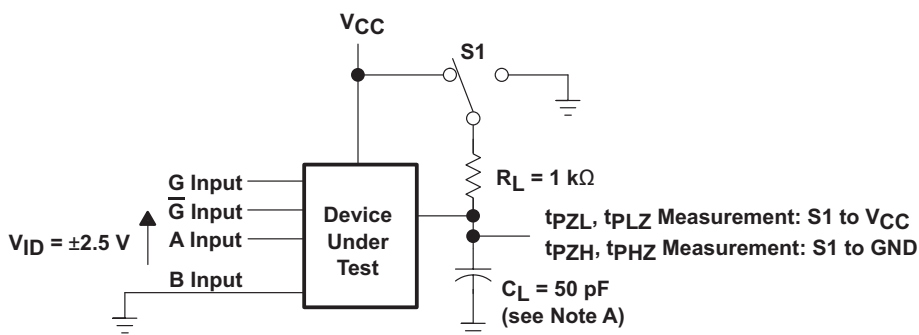 VCC
S1
RL = 1 kΩ
G Input
G̅ Input
A Input
B Input
VID = ±2.5 V
Device
Under
Test
tPZL, tPLZ Measurement: S1 to VCC
tPZH, tPHZ Measurement: S1 to GND
CL = 50 pF
(see Note A)